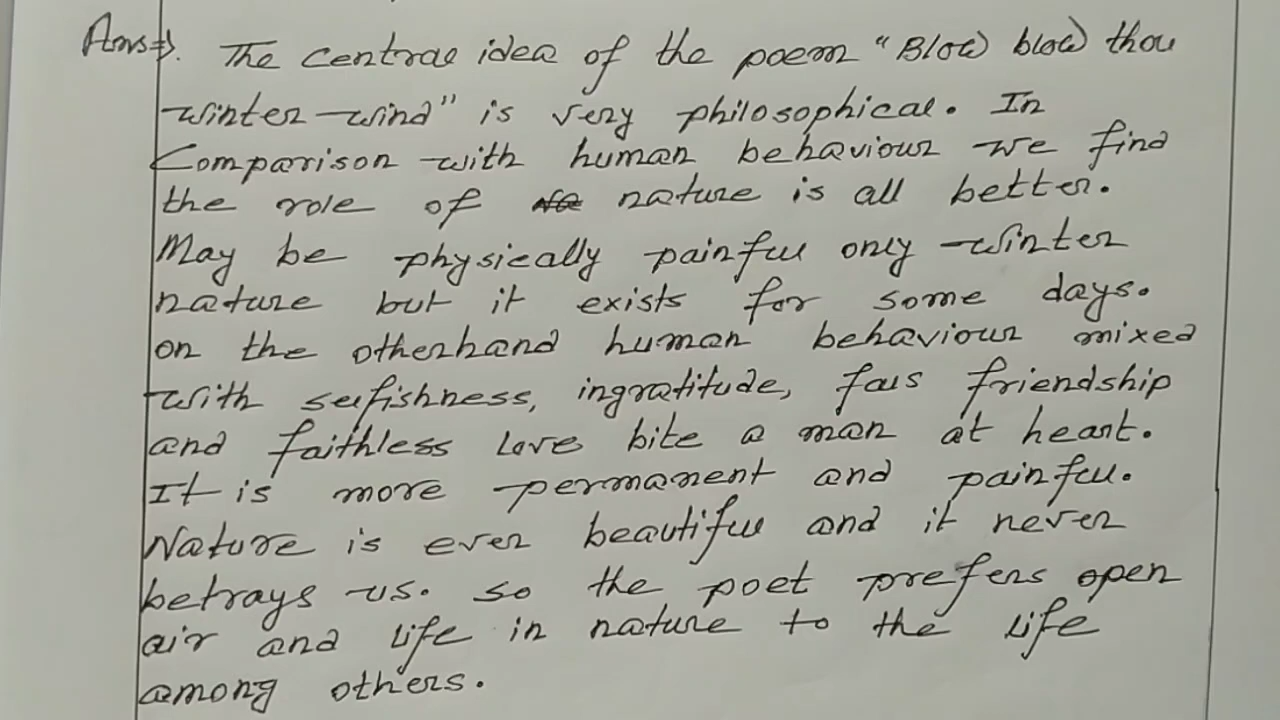 Ans⇒. The central idea of the poem "Blow blow thou
winter wind" is very philosophical. In
Comparison with human behaviour we find
the role of nature is all better.
May be physically painful only winter
nature but it exists for some days.
on the otherhand human behaviour mixed
with selfishness, ingratitude, fals friendship
and faithless Love bite a man at heart.
It is more permanent and painful.
Nature is ever beautiful and it never
betrays us. so the poet prefers open
air and life in nature to the life
among others.